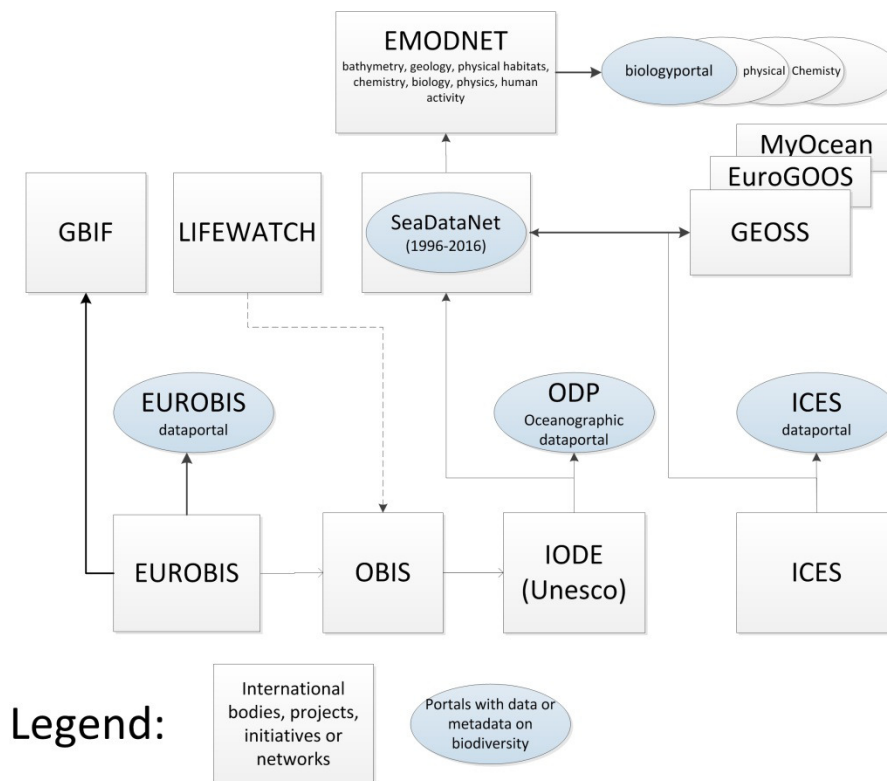 EMODNET
bathymetry, geology, physical habitats,
chemistry, biology, physics, human
activity
biologyportal
physical
Chemisty
MyOcean
EuroGOOS
GEOSS
GBIF
LIFEWATCH
SeaDataNet
(1996-2016)
EUROBIS
dataportal
ODP
Oceanographic
dataportal
ICES
dataportal
EUROBIS
OBIS
IODE
(Unesco)
ICES
Legend:
International
bodies, projects,
initiatives or
networks
Portals with data or
metadata on
biodiversity